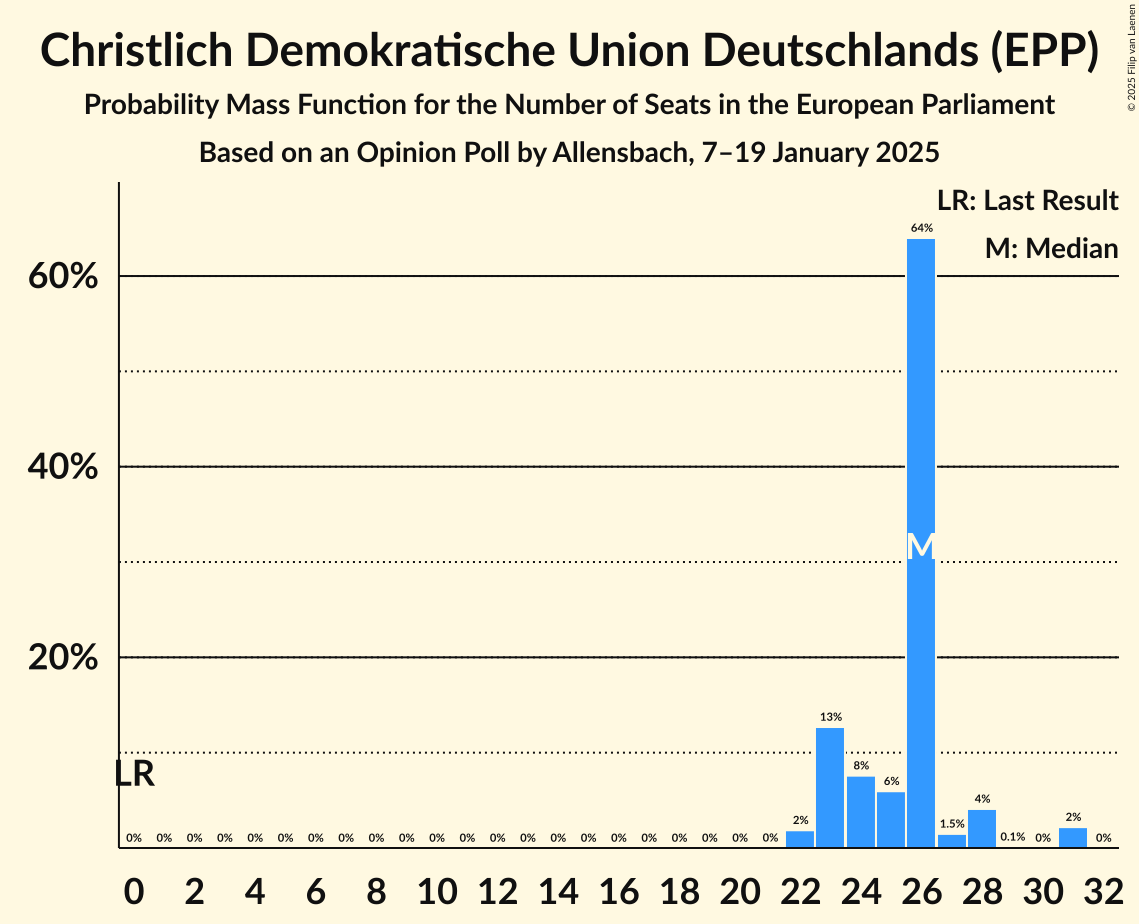 Christlich Demokratische Union Deutschlands (EPP)
Probability Mass Function for the Number of Seats in the European Parliament
Based on an Opinion Poll by Allensbach, 7–19 January 2025
© 2025 Filip van Laenen
LR: Last Result
M: Median
64%
60%
40%
M
20%
13%
LR
8%
6%
4%
2%
1.5%
2%
0% 0% 0% 0% 0% 0% 0% 0% 0% 0% 0% 0% 0% 0% 0% 0% 0% 0% 0% 0% 0% 0% 0.1% 0% 0%
0 2 4 6 8 10 12 14 16 18 20 22 24 26 28 30 32